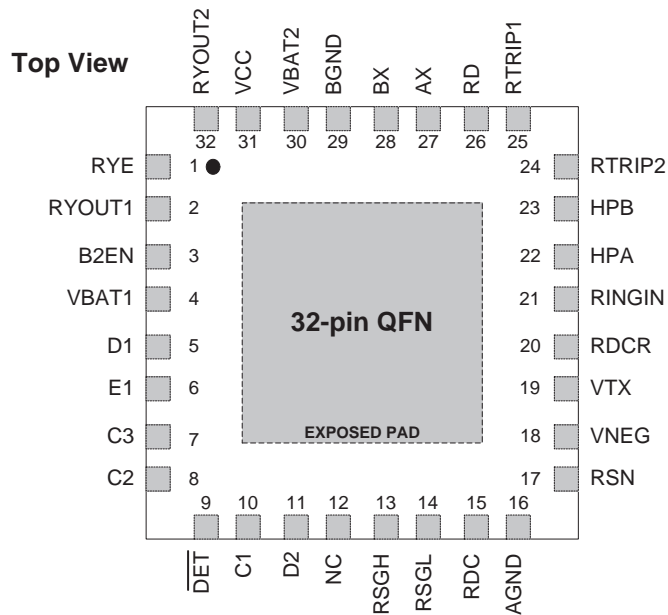 Top View
RYOUT2
VCC
VBAT2
BGND
BX
AX
RD
RTRIP1
32
31
30
29
28
27
26
25
RYE 1
RYOUT1 2
B2EN 3
VBAT1 4
D1 5
E1 6
C3 7
C2 8
24 RTRIP2
23 HPB
22 HPA
21 RINGIN
20 RDCR
19 VTX
18 VNEG
17 RSN
32-pin QFN
EXPOSED PAD
9
10
11
12
13
14
15
16
DET
C1
D2
NC
RSGH
RSGL
RDC
AGND